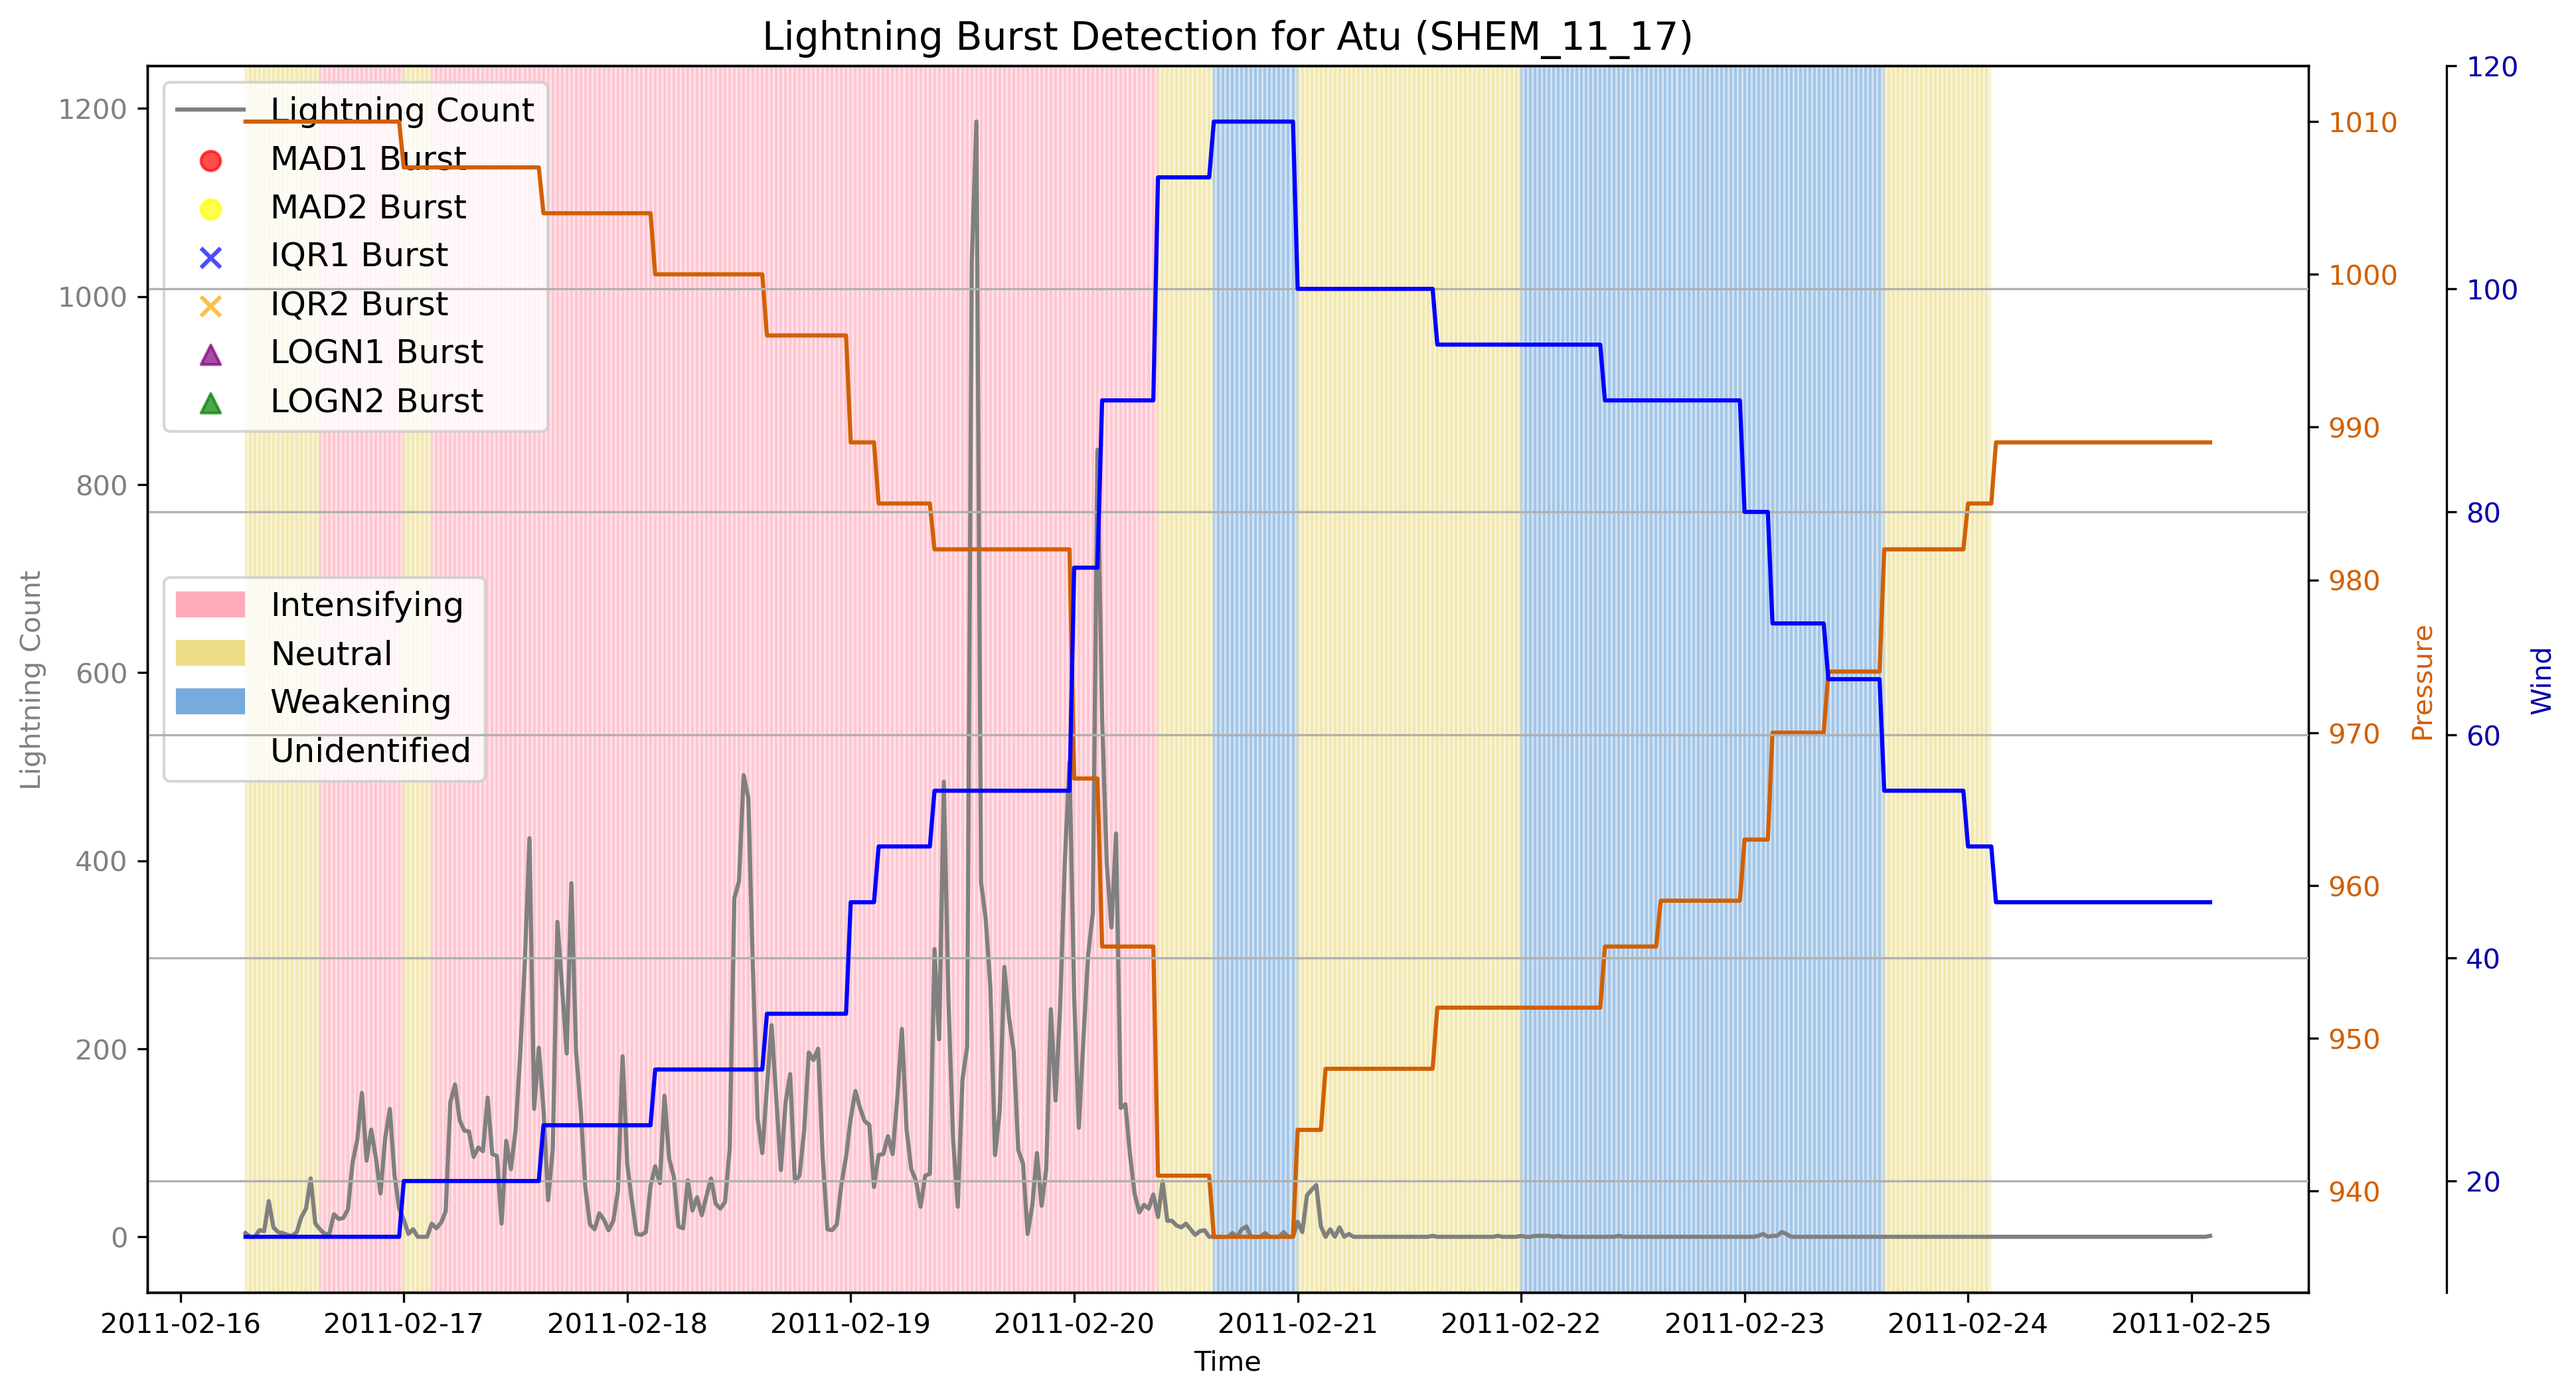 Lightning Burst Detection for Atu (SHEM_11_17)
Lightning Count
MAD1 Burst
MAD2 Burst
IQR1 Burst
IQR2 Burst
LOGN1 Burst
LOGN2 Burst
Intensifying
Neutral
Weakening
Unidentified
Lightning Count
1200
1000
800
600
400
200
0
1010
1000
990
980
970
960
950
940
Pressure
120
100
80
60
40
20
Wind
2011-02-16 2011-02-17 2011-02-18 2011-02-19 2011-02-20 2011-02-21 2011-02-22 2011-02-23 2011-02-24 2011-02-25
Time